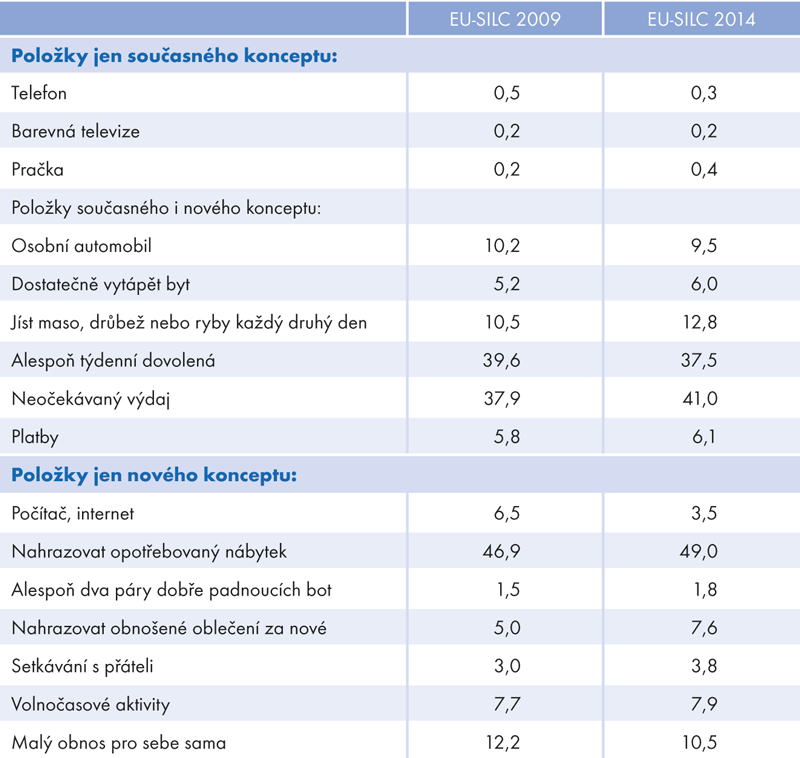 EU-SILC 2009 EU-SILC 2014
Položky jen současného konceptu:
Telefon 0,5 0,3
Barevná televize 0,2 0,2
Pračka 0,2 0,4
Položky současného i nového konceptu:
Osobní automobil 10,2 9,5
Dostatečně vytápět byt 5,2 6,0
Jíst maso, drůbež nebo ryby každý druhý den 10,5 12,8
Alespoň týdenní dovolená 39,6 37,5
Neočekávaný výdaj 37,9 41,0
Platby 5,8 6,1
Položky jen nového konceptu:
Počítač, internet 6,5 3,5
Nahrazovat opotřebovaný nábytek 46,9 49,0
Alespoň dva páry dobře padnoucích bot 1,5 1,8
Nahrazovat obnošené oblečení za nové 5,0 7,6
Setkávání s přáteli 3,0 3,8
Volnočasové aktivity 7,7 7,9
Malý obnos pro sebe sama 12,2 10,5